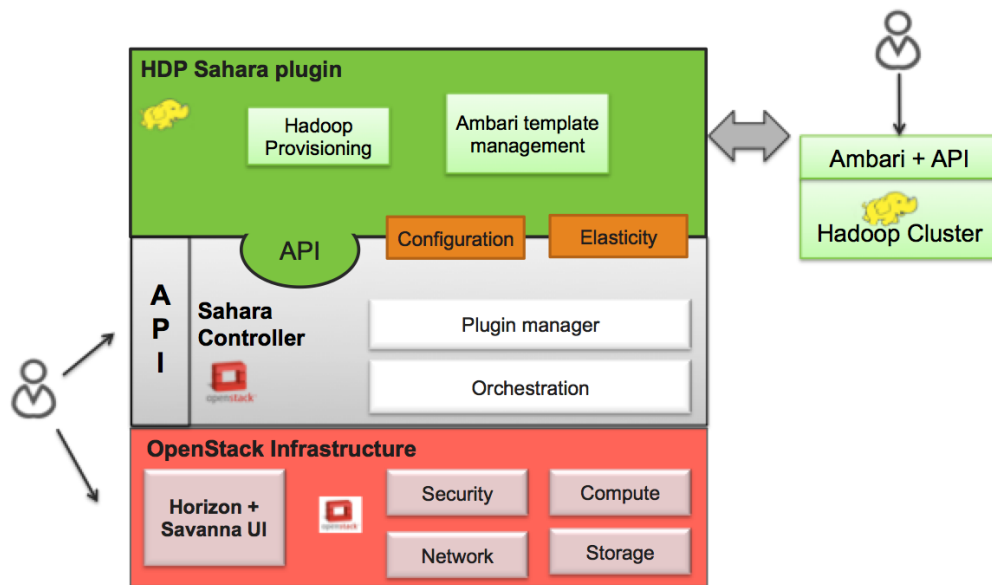 HDP Sahara plugin
Hadoop
Provisioning
Ambari template
management
Ambari + API
Hadoop Cluster
API
Configuration
Elasticity
A
P
I
Sahara
Controller
Plugin manager
Orchestration
openstack
OpenStack Infrastructure
Horizon +
Savanna UI
openstack
Security
Compute
Network
Storage